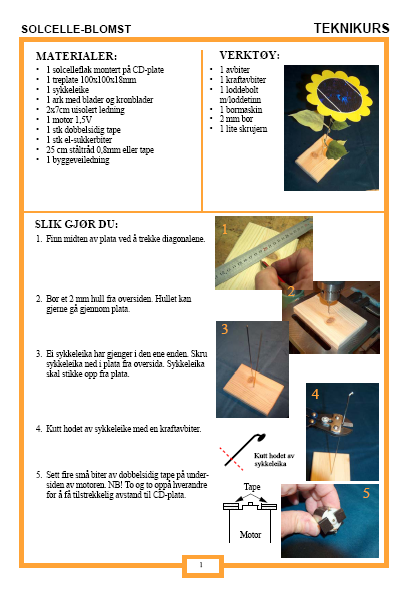 SOLCELLE-BLOMST
TEKNIKURS
MATERIALER:
• 1 solcelleflak montert på CD-plate
• 1 treplate 100x100x18mm
• 1 sykkeleike
• 1 ark med blader og kronblader
• 2x7cm uisolert ledning
• 1 motor 1,5V
• 1 stk dobbelsidig tape
• 1 stk el-sukkerbiter
• 25 cm ståltråd 0,8mm eller tape
• 1 byggeveiledning
VERKTØY:
• 1 avbiter
• 1 kraftavbiter
• 1 loddebolt
m/loddetinn
• 1 bormaskin
• 2 mm bor
• 1 lite skrujern
SLIK GJØR DU:
1. Finn midten av plata ved å trekke diagonalene.
1
2. Bor et 2 mm hull fra oversiden. Hullet kan
gjerne gå gjennom plata.
2
3. Ei sykkeleike har gjenger i den ene enden. Skru
sykkeleike ned i plata fra oversida. Sykkeleika
skal stikke opp fra plata.
3
4. Kutt hodet av sykkeleike med en kraftavbiter.
Kutt hodet av
sykkeleika
4
5. Sett fire små biter av dobbelsidig tape på under-
siden av motoren. NB! To og to oppå hverandre
for å få tilstrekkelig avstand til CD-plata.
Tape
Motor
5
1